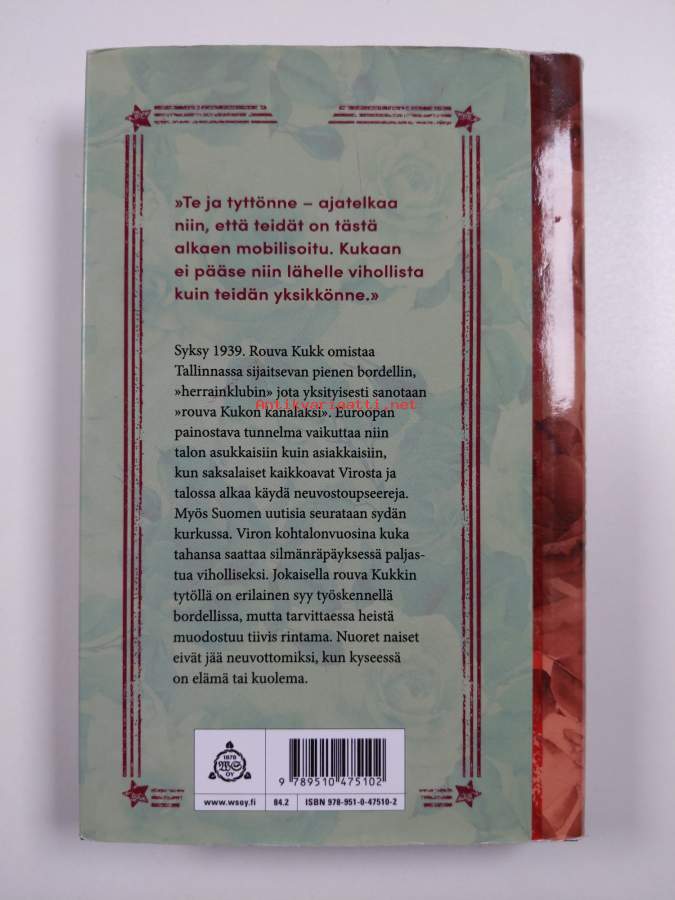 »Te ja tyttönne – ajatelkaa
niin, että teidät on tästä
alkaen mobilisoitu. Kukaan
ei pääse niin lähelle vihollista
kuin teidän yksikkönne.»
Syksy 1939. Rouva Kukk omistaa
Tallinnassa sijaitsevan pienen bordellin,
»herrainklubin» jota yksityisesti sanotaan
»rouva Kukon kanalaksi». Euroopan
Antikvariaatti.net
painostava tunnelma vaikuttaa niin
talon asukkaisiin kuin asiakkaisiin,
kun saksalaiset kaikkoavat Virosta ja
talossa alkaa käydä neuvostoupseereja.
Myös Suomen uutisia seurataan sydän
kurkussa. Viron kohtalonvuosina kuka
tahansa saattaa silmänräpäyksessä paljas-
tua viholliseksi. Jokaisella rouva Kukkin
tytöllä on erilainen syy työskennellä
bordellissa, mutta tarvittaessa heistä
muodostuu tiivis rintama. Nuoret naiset
eivät jää neuvottomiksi, kun kyseessä
on elämä tai kuolema.
1878
WS
OY
9 789510 475102
www.wsoy.fi 84.2 ISBN 978-951-0-47510-2